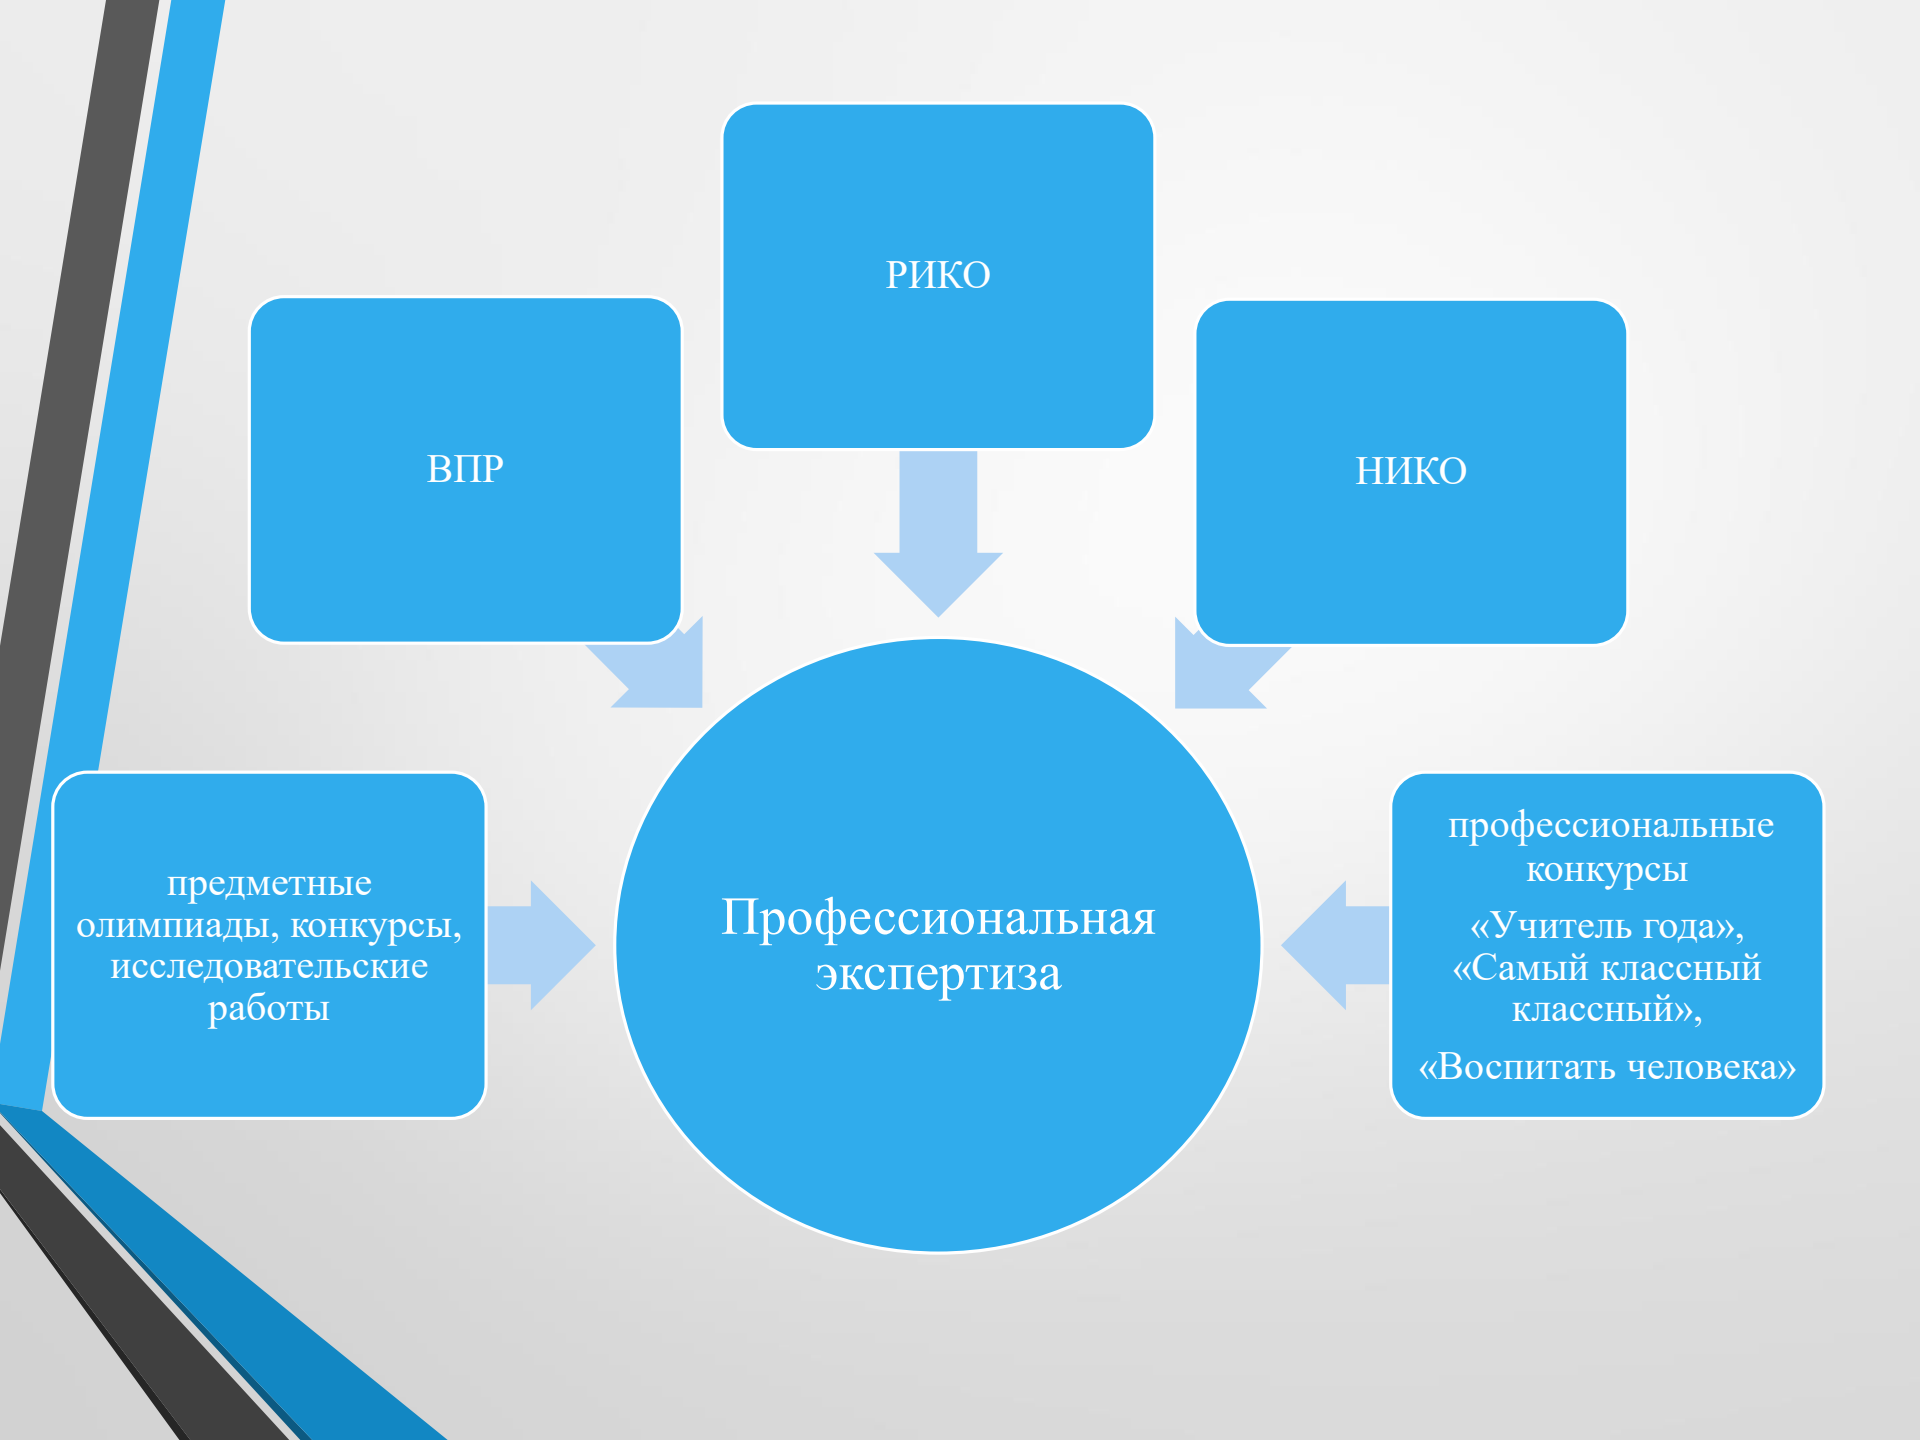 РИКО
ВПР
НИКО
предметные
олимпиады, конкурсы,
исследовательские
работы
Профессиональная
экспертиза
профессиональные
конкурсы
«Учитель года»,
«Самый классный
классный»,
«Воспитать человека»